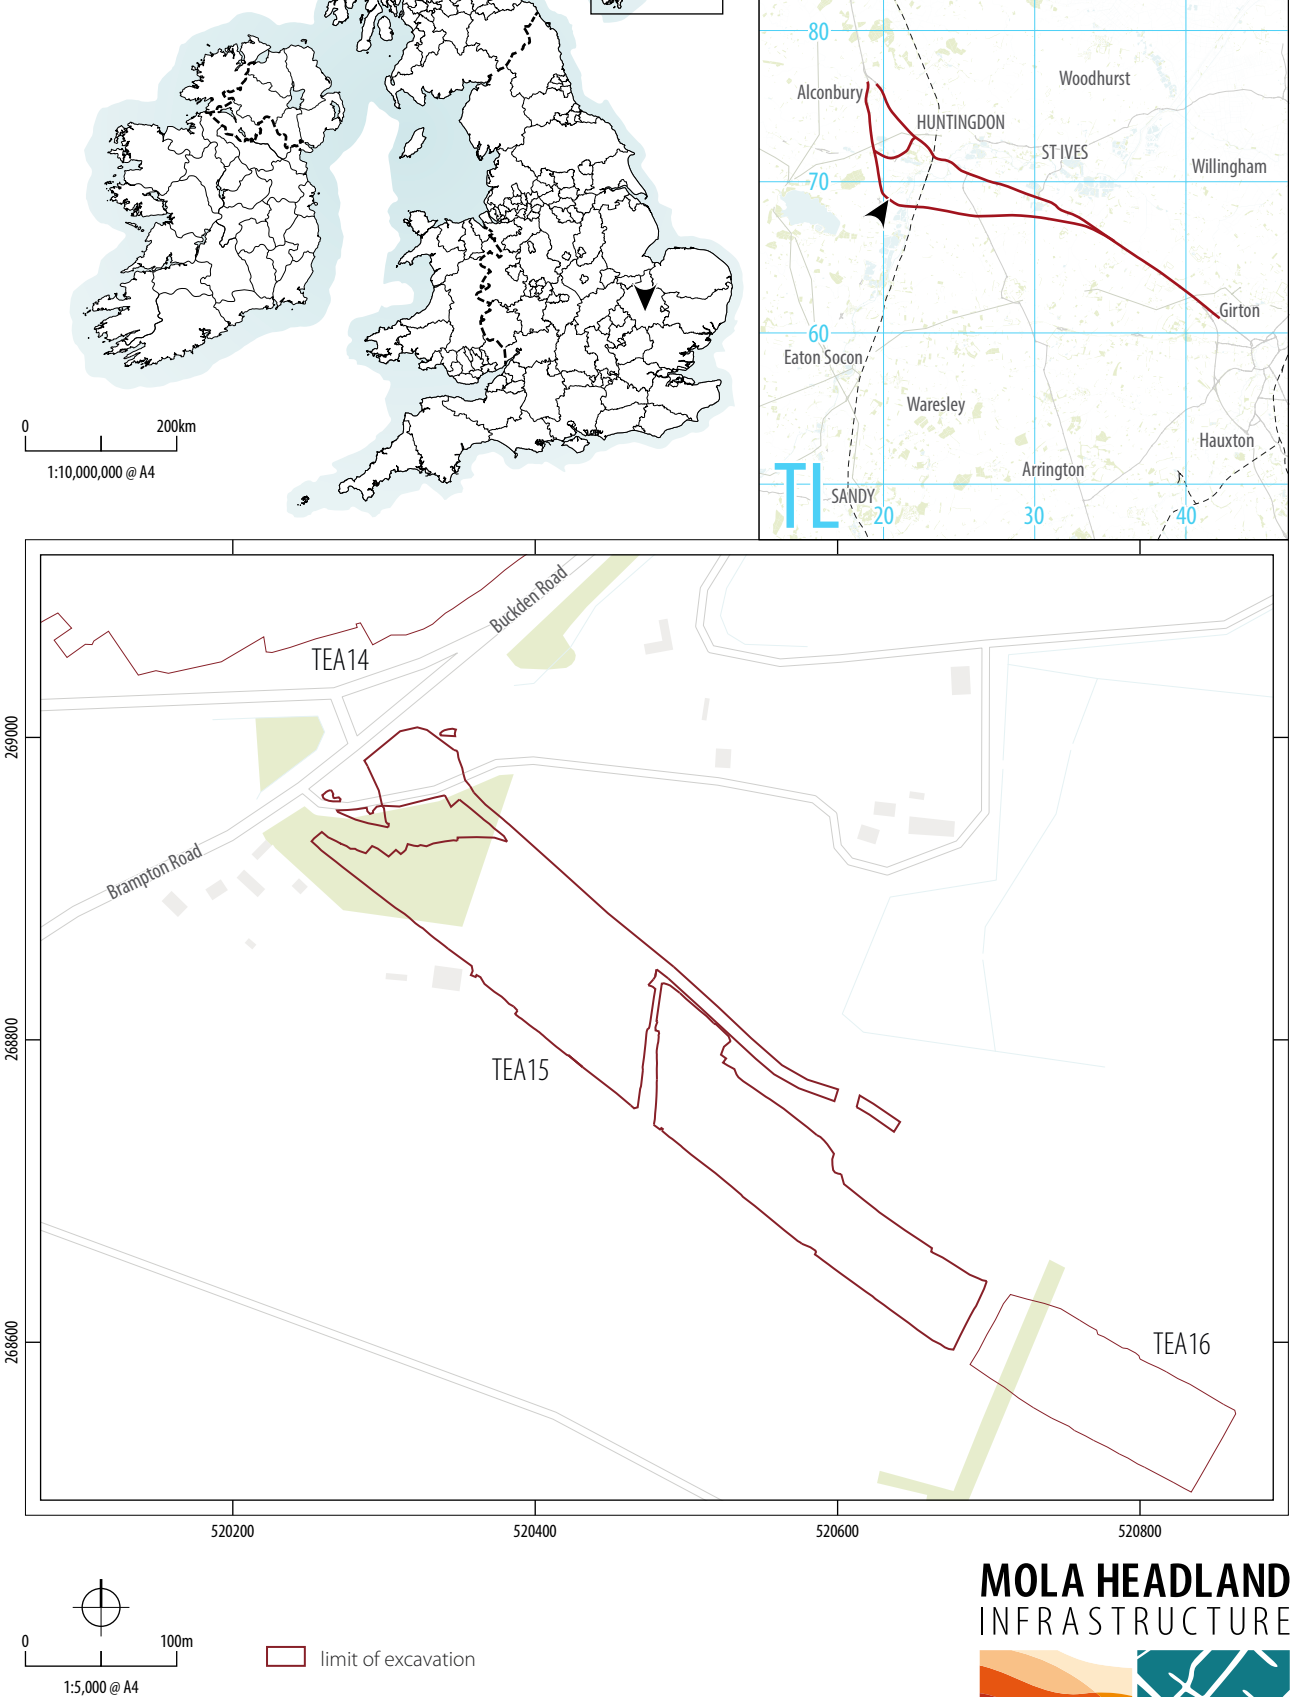 0 200km
1:10,000,000 @ A4
80
Woodhurst
Alconbury
HUNTINGDON
ST IVES
Willingham
70
Girton
60
Eaton Socon
Waresley
Hauxton
Arrington
TL
SANDY
20 30 40
Buckden Road
TEA14
269000
Brampton Road
268800
TEA15
268600
TEA16
520200 520400 520600 520800
0 100m
1:5,000 @ A4
limit of excavation
MOLA HEADLAND
INFRASTRUCTURE